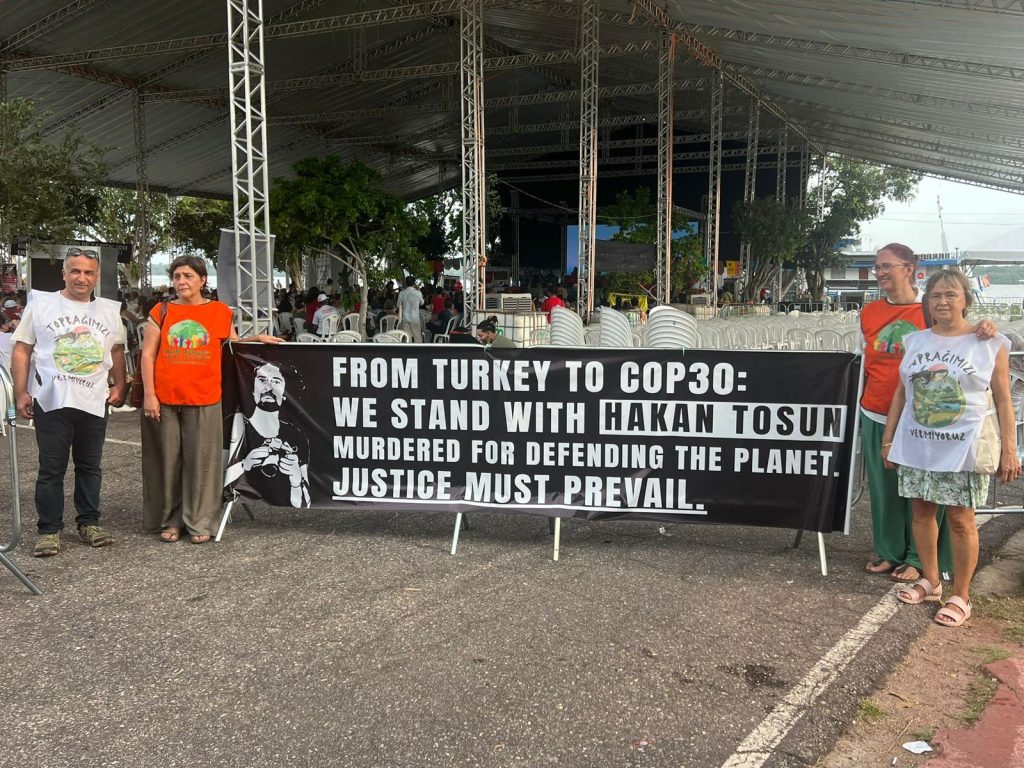 FROM TURKEY TO COP30:
WE STAND WITH HAKAN TOSUN
MURDERED FOR DEFENDING THE PLANET.
JUSTICE MUST PREVAIL.
TOPRAĞIMIZI
VERMİYORUZ
TOPRAĞIMIZI
VERMİYORUZ